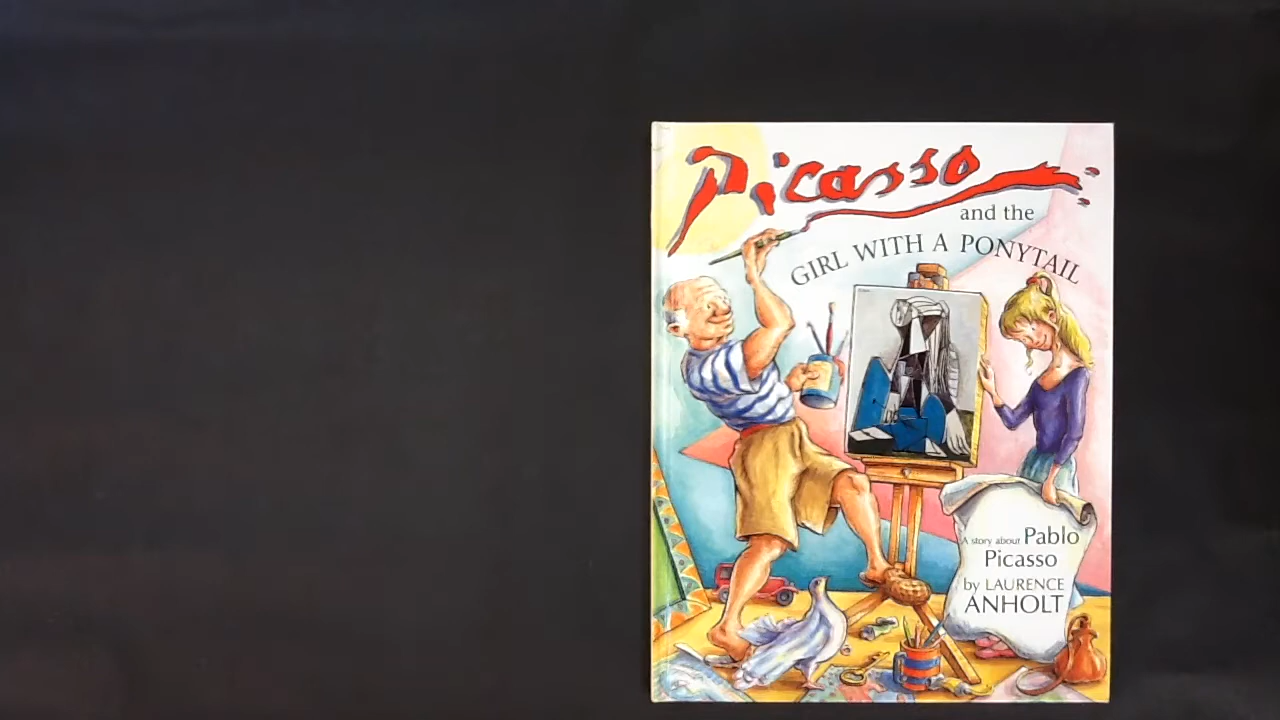 Picasso
and the
GIRL WITH A PONYTAIL
A story about Pablo
Picasso
by LAURENCE
ANHOLT